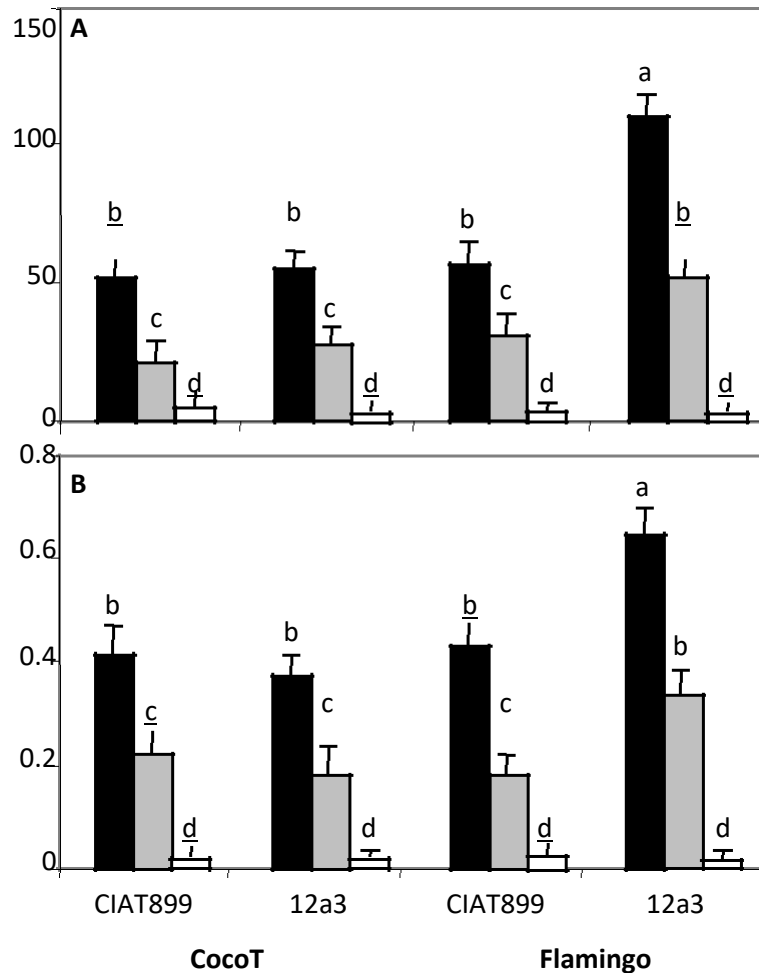 150
A
a
100
b b b b
c c c
50
d d d d
0
0.8
B
a
0.6
b b b b
0.4
c c c
0.2
d d d d
0
CIAT899 12a3 CIAT899 12a3
CocoT Flamingo